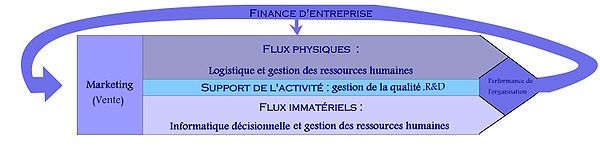 Finance d'entreprise
Flux physiques :
Logistique et gestion des ressources humaines
Marketing
(Vente)
Support de l'activité : gestion de la qualité .R&D
Flux immatériels :
Informatique décisionnelle et gestion des ressources humaines
Performance de
l'organisation